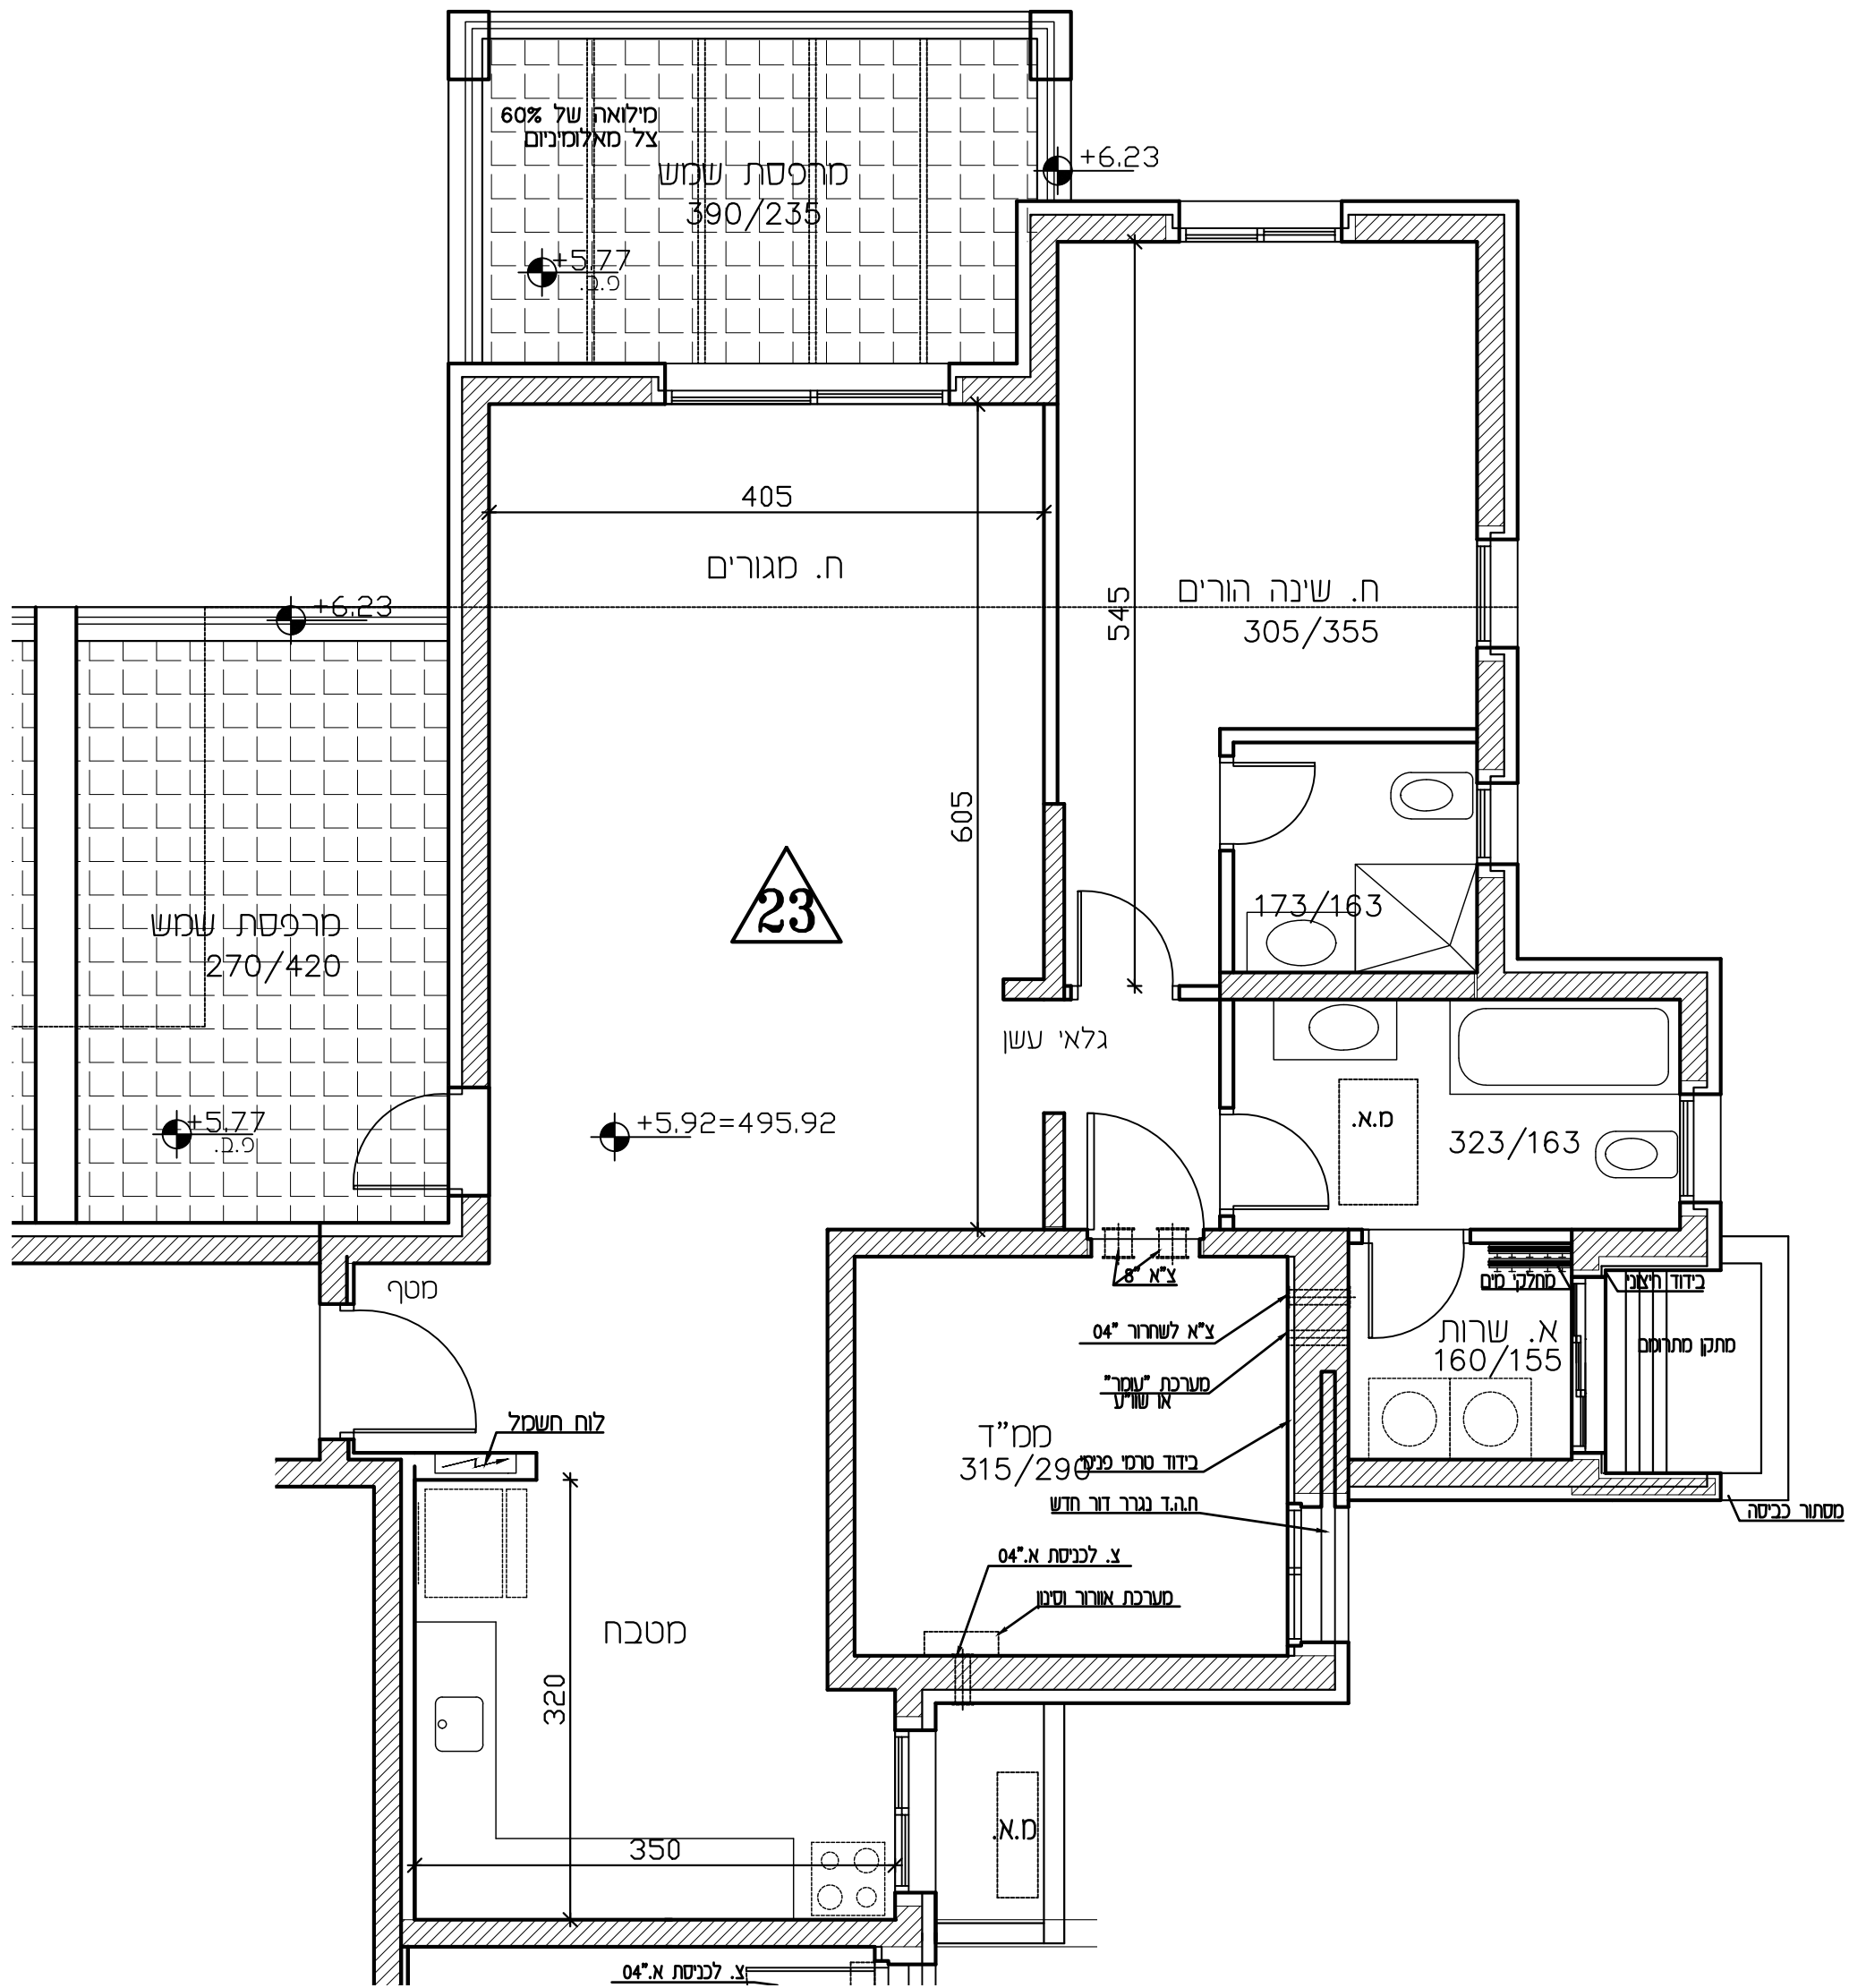 מילואה של 60%
צל מאלומיניום
מרפסת שמש
390/235
+6.23
+5.77
פ.ב.
405
ח. מגורים
545
ח. שינה הורים
305/355
+6.23
605
23
173/163
מרפסת שמש
270/420
גלאי עשן
+5.77
פ.ב.
+5.92=495.92
מ.א.
323/163
צ"א 8"
מטף
מחלקי מים
בידוד חיצוני
צ"א לשחרור 04"
א. שרות
160/155
מתקן מתרומם
מערכת "עומר"
או שוו"ע
לוח חשמל
ממ"ד
315/290
בידוד טרמי פנימי
ח.ה.ד נגרר דור חדש
מסתור כביסה
צ. לכניסת א.04"
מערכת אוורור וסינון
מטבח
320
350
מ.א.
צ. לכניסת א.04"